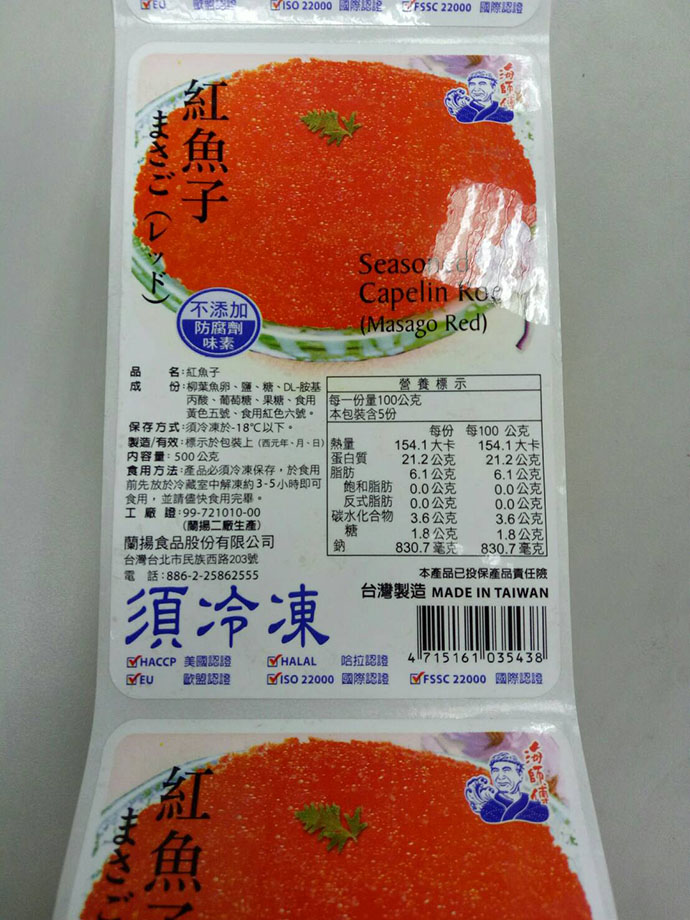 EU 歐盟認證 ISO 22000 國際認證 FSSC 22000 國際認證
海師傅
紅魚子
まさご(レッド)
Seasoned
Capelin Roe
(Masago Red)
不添加
防腐劑
味素
品 名:紅魚子
成 份:柳葉魚卵、鹽、糖、DL-胺基
丙酸、葡萄糖、果糖、食用
黃色五號、食用紅色六號。
保存方式:須冷凍於-18℃以下。
製造/有效:標示於包裝上(西元年、月、日)
內容量:500公克
食用方法:產品必須冷凍保存,於食用
前先放於冷藏室中解凍約3-5小時即可
食用,並請儘快食用完畢。
工 廠 證:99-721010-00
(蘭揚二廠生產)
蘭揚食品股份有限公司
台灣台北市民族西路203號
電 話:886-2-25862555
營養標示
每一份量100公克
本包裝含5份
每份 每100 公克
熱量 154.1大卡 154.1大卡
蛋白質 21.2公克 21.2公克
脂肪 6.1公克 6.1公克
飽和脂肪 0.0公克 0.0公克
反式脂肪 0.0公克 0.0公克
碳水化合物 3.6公克 3.6公克
糖 1.8公克 1.8公克
鈉 830.7毫克 830.7毫克
本產品已投保產品責任險
台灣製造 MADE IN TAIWAN
須冷凍
4 715161 035438
HACCP 美國認證 HALAL 哈拉認證
EU 歐盟認證 ISO 22000 國際認證 FSSC 22000 國際認證
海師傅
紅魚子
まさご